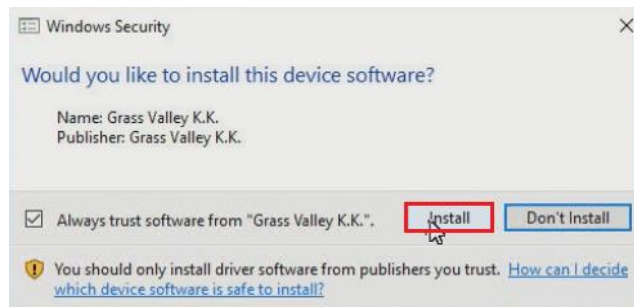 Windows Security
Would you like to install this device software?
Name: Grass Valley K.K.
Publisher: Grass Valley K.K.
Always trust software from "Grass Valley K.K.". Install Don't Install
You should only install driver software from publishers you trust. How can I decide
which device software is safe to install?